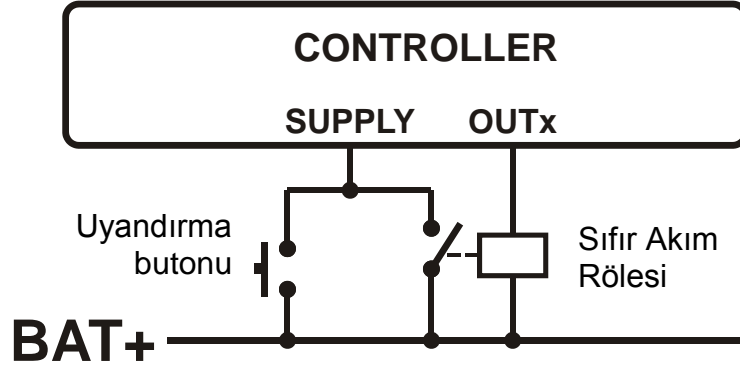 CONTROLLER
SUPPLY OUTx
Uyandırma
butonu
Sıfır Akım
Rölesi
BAT+